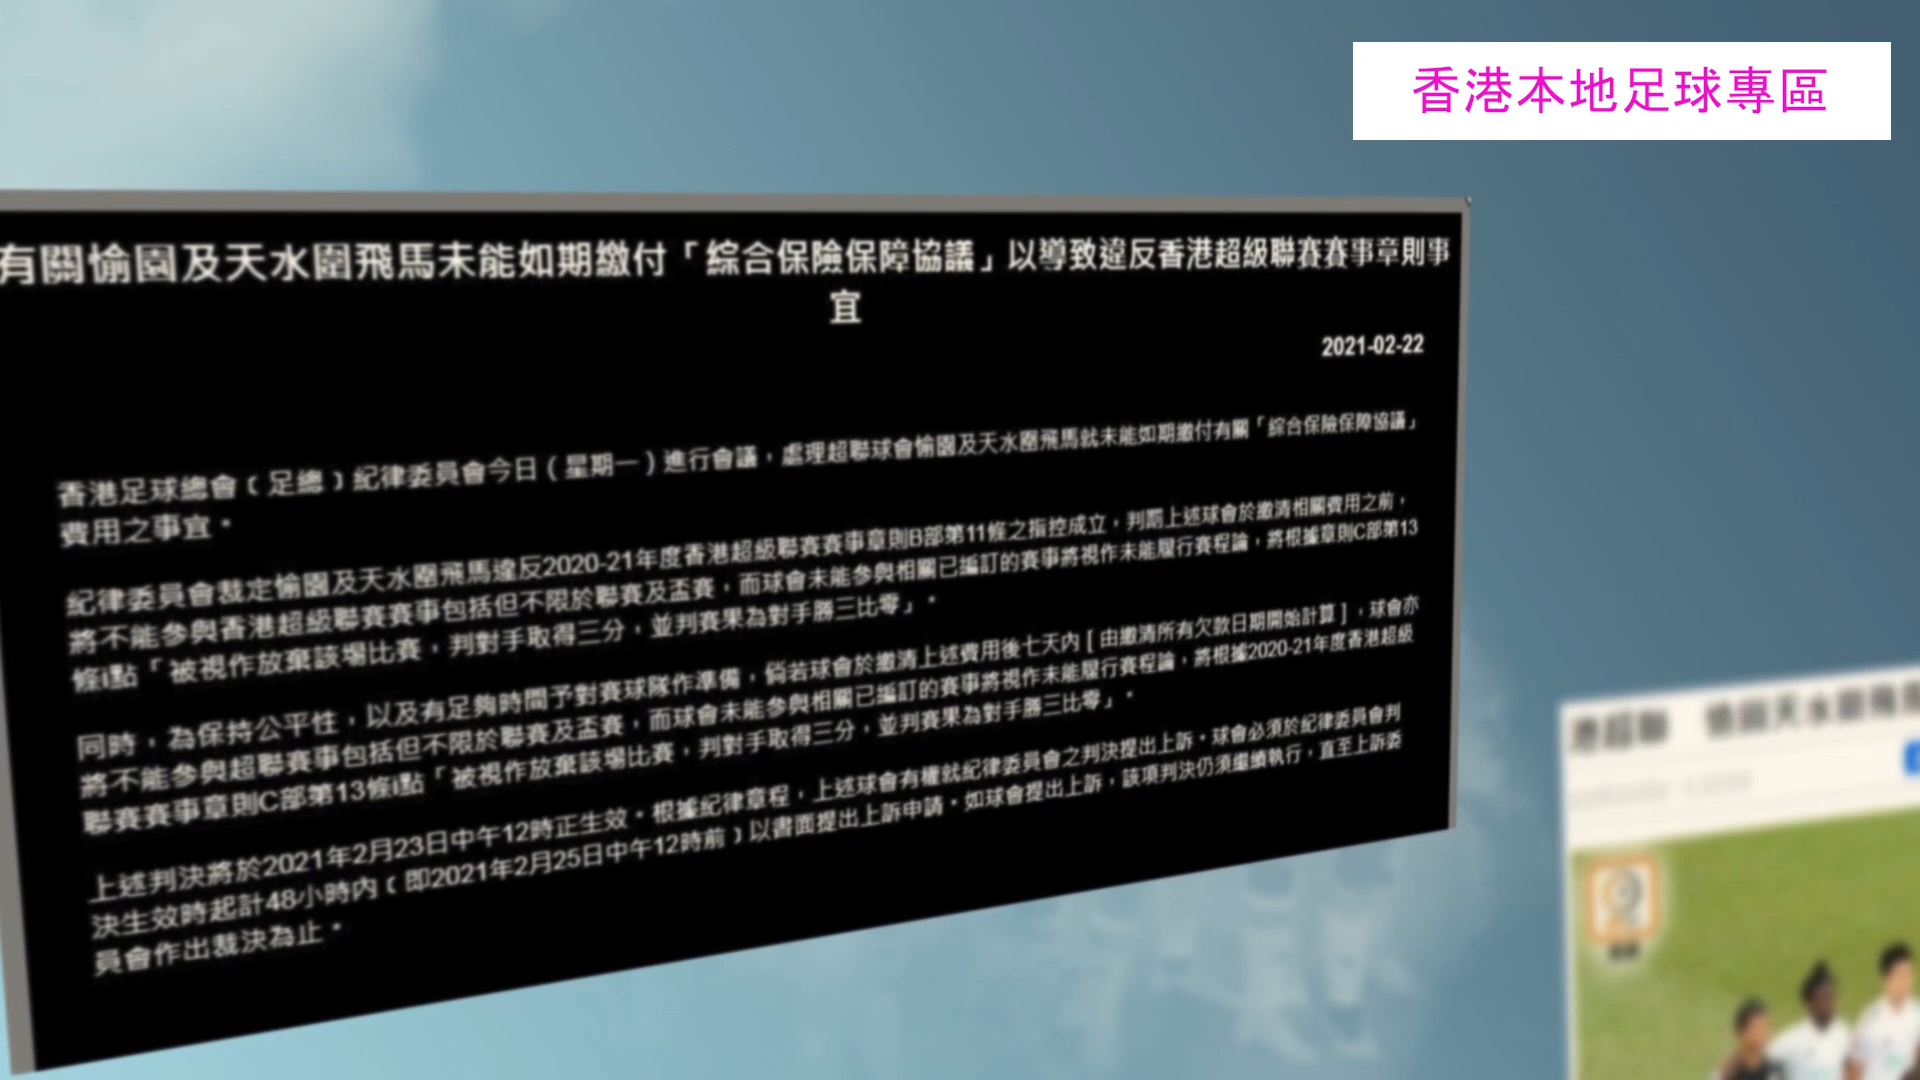 香港本地足球專區
有關愉園及天水圍飛馬未能如期繳付「綜合保險保障協議」以導致違反香港超級聯賽賽事章則事
宜
2021-02-22
香港足球總會﹝足總﹞紀律委員會今日(星期一)進行會議，處理超聯球會愉園及天水圍飛馬就未能如期繳付有關「綜合保險保障協議」
費用之事宜。
紀律委員會裁定愉園及天水圍飛馬違反2020-21年度香港超級聯賽賽事章則B部第11條之指控成立，判罰上述球會於繳清相關費用之前，
將不能參與香港超級聯賽賽事包括但不限於聯賽及盃賽，而球會未能參與相關已編訂的賽事將視作未能履行賽程論，將根據章則C部第13
條i點「被視作放棄該場比賽，判對手取得三分，並判賽果為對手勝三比零」。
同時，為保持公平性，以及有足夠時間予對賽球隊作準備，倘若球會於繳清上述費用後七天內[由繳清所有欠款日期開始計算]，球會亦
將不能參與超聯賽事包括但不限於聯賽及盃賽，而球會未能參與相關已編訂的賽事將視作未能履行賽程論，將根據2020-21年度香港超級
聯賽賽事章則C部第13條i點「被視作放棄該場比賽，判對手取得三分，並判賽果為對手勝三比零」。
上述判決將於2021年2月23日中午12時正生效。根據紀律章程，上述球會有權就紀律委員會之判決提出上訴。球會必須於紀律委員會判
決生效時起計48小時內﹝即2021年2月25日中午12時前﹞以書面提出上訴申請。如球會提出上訴，該項判決仍須繼續執行，直至上訴委
員會作出裁決為止。
港超聯 愉園天水圍飛